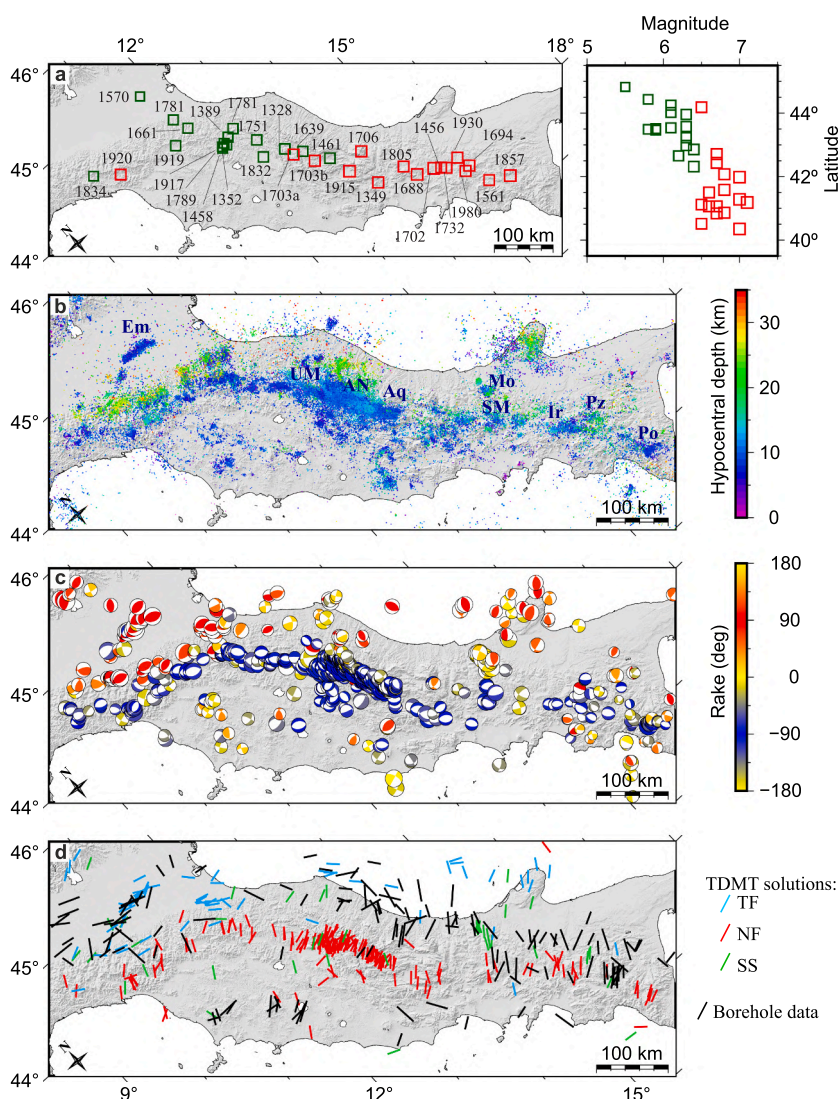 Magnitude
12°
15°
18°
5
6
7
46°
a
1570
1781
1389
1781
1328
1930
1456
1694
1661
1751
1639
1706
1461
1805
1857
1920
1919
1832
1703b
1834
1917
1703a
1915
1688
1561
1789
1352
1349
1980
1458
1702
1732
45°
44°
100 km
44°
42°
40°
Latitude
46°
b
Em
UM
AN
Aq
Mo
SM
Ir
Pz
Po
45°
44°
100 km
30
20
10
0
Hypocentral depth (km)
46°
c
45°
44°
100 km
180
90
0
−90
−180
Rake (deg)
46°
d
45°
44°
100 km
9°
12°
15°
TDMT solutions:
TF
NF
SS
Borehole data